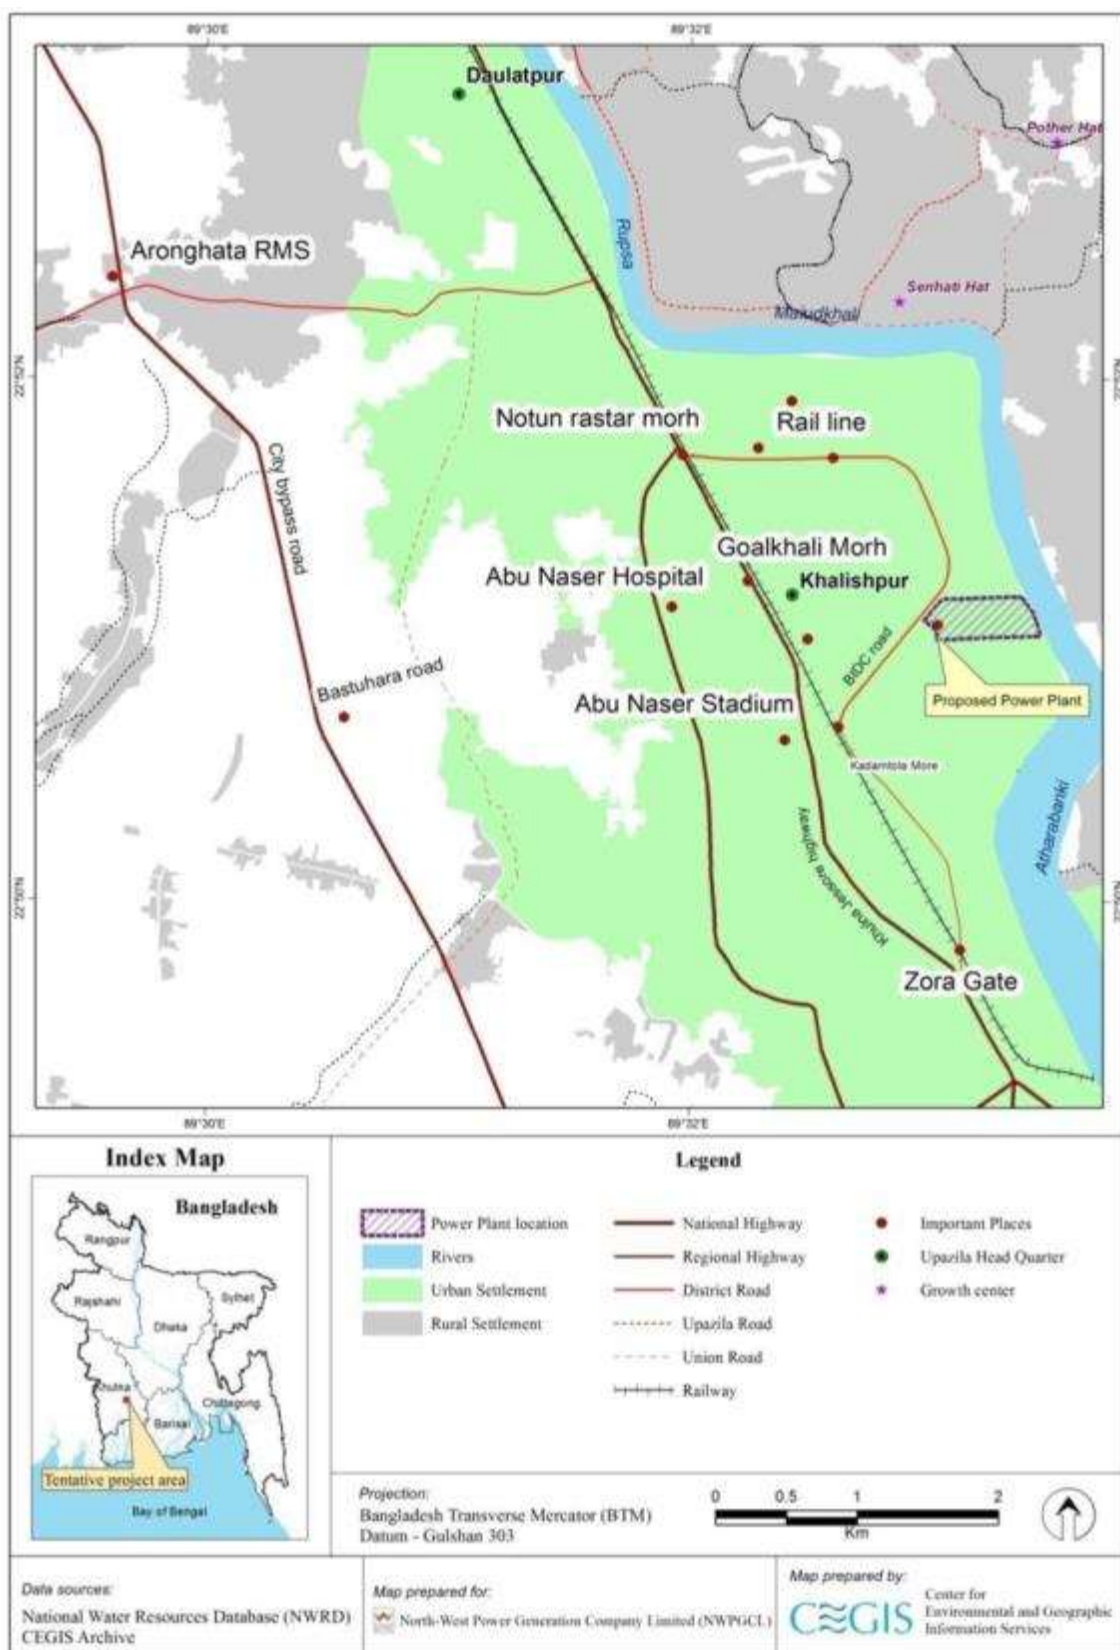 89°30'E
89°32'E
Daulatpur
Pother Hat
Aronghata RMS
Rupsa
Senhati Hat
Majudkhali
22°52'N
22°52'N
Notun rastar morh
Rail line
City bypass road
Goalkhali Morh
Abu Naser Hospital
Khalishpur
BIDC road
Bastuhara road
Abu Naser Stadium
Proposed Power Plant
Kadamtola More
Atharabanki
Khulna Jessore highway
22°50'N
22°50'N
Zora Gate
89°30'E
89°32'E
Index Map
Bangladesh
Rangpur
Rajshahi
Sylhet
Dhaka
Khulna
Chittagong
Barisal
Tentative project area
Bay of Bengal
Legend
Power Plant location
Rivers
Urban Settlement
Rural Settlement
National Highway
Regional Highway
District Road
Upazila Road
Union Road
Railway
Important Places
Upazila Head Quarter
Growth center
Projection:
Bangladesh Transverse Mercator (BTM)
Datum - Gulshan 303
0 0.5 1 2
Km
Data sources:
National Water Resources Database (NWRD)
CEGIS Archive
Map prepared for:
North-West Power Generation Company Limited (NWPGCL)
Map prepared by:
CEGIS
Center for
Environmental and Geographic
Information Services